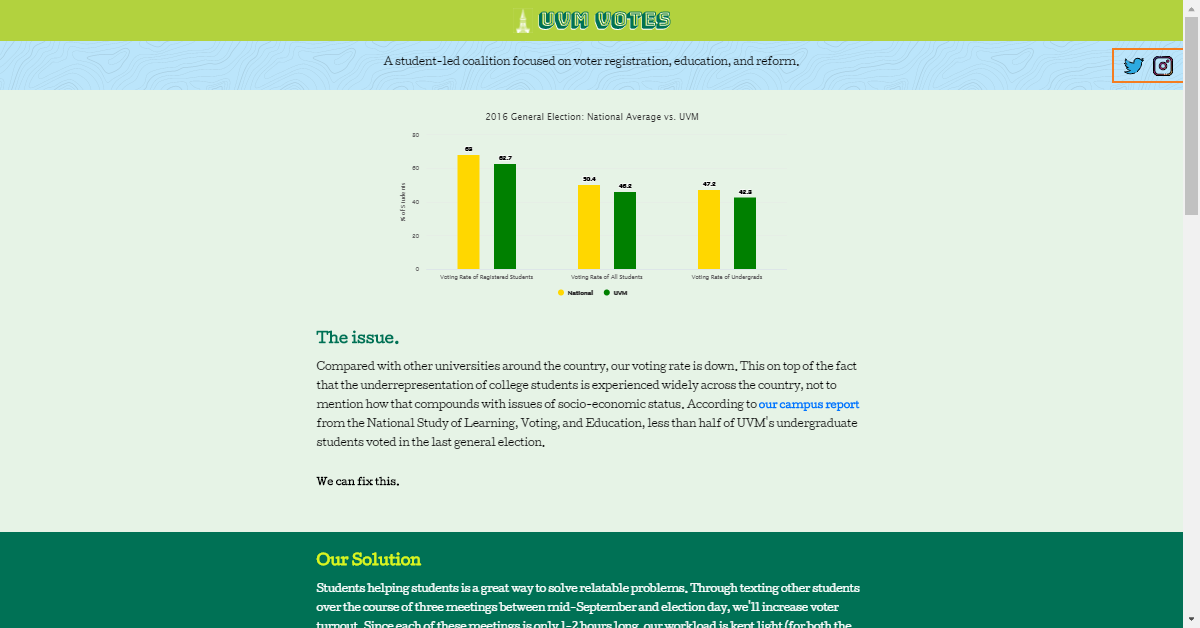 UVM VOTES
A student-led coalition focused on voter registration, education, and reform.
2016 General Election: National Average vs. UVM
% of Students
80
60
40
20
0
68
62.7
50.4
46.2
47.2
42.8
Voting Rate of Registered Students
Voting Rate of All Students
Voting Rate of Undergrads
National
UVM
The issue.
Compared with other universities around the country, our voting rate is down. This on top of the fact
that the underrepresentation of college students is experienced widely across the country, not to
mention how that compounds with issues of socio-economic status. According to our campus report
from the National Study of Learning, Voting, and Education, less than half of UVM's undergraduate
students voted in the last general election.
We can fix this.
Our Solution
Students helping students is a great way to solve relatable problems. Through texting other students
over the course of three meetings between mid-September and election day, we'll increase voter
turnout. Since each of these meetings is only 1-2 hours long, our workload is kept light (for both the